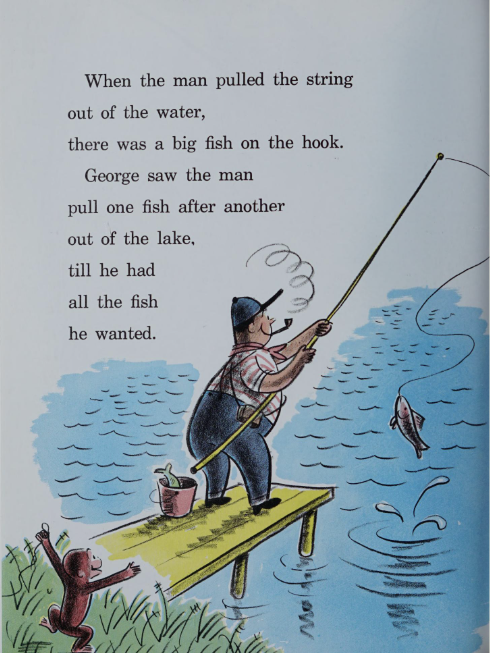 When the man pulled the string
out of the water,
there was a big fish on the hook.
George saw the man
pull one fish after another
out of the lake,
till he had
all the fish
he wanted.